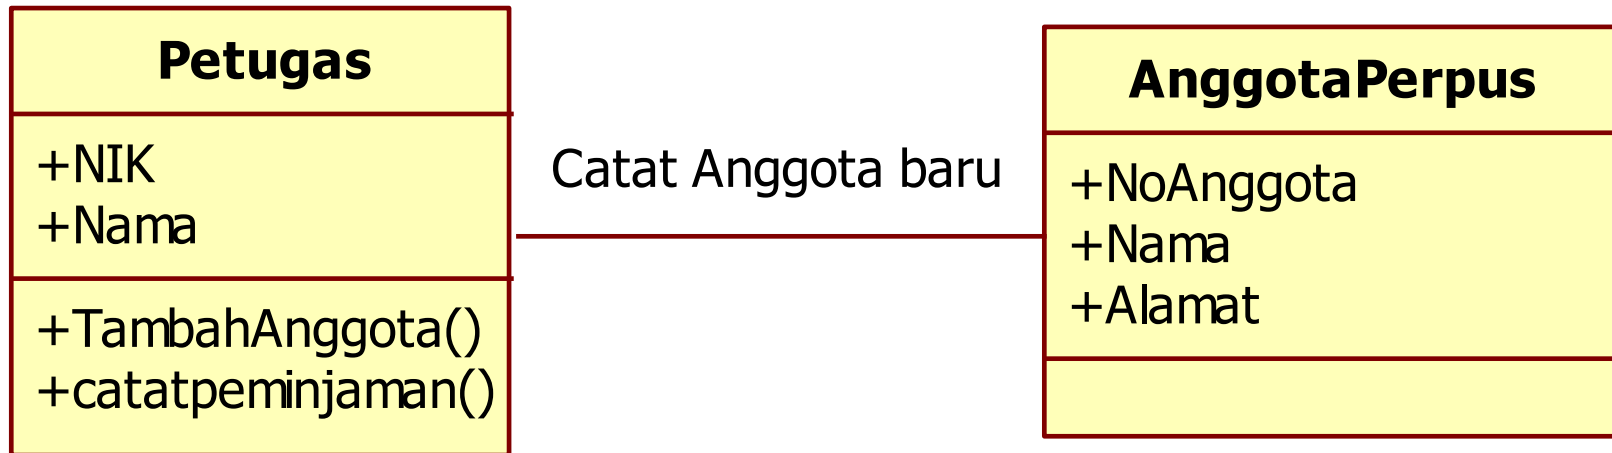 Petugas
+NIK
+Nama
+TambahAnggota()
+catatpeminjaman()
Catat Anggota baru
AnggotaPerpus
+NoAnggota
+Nama
+Alamat